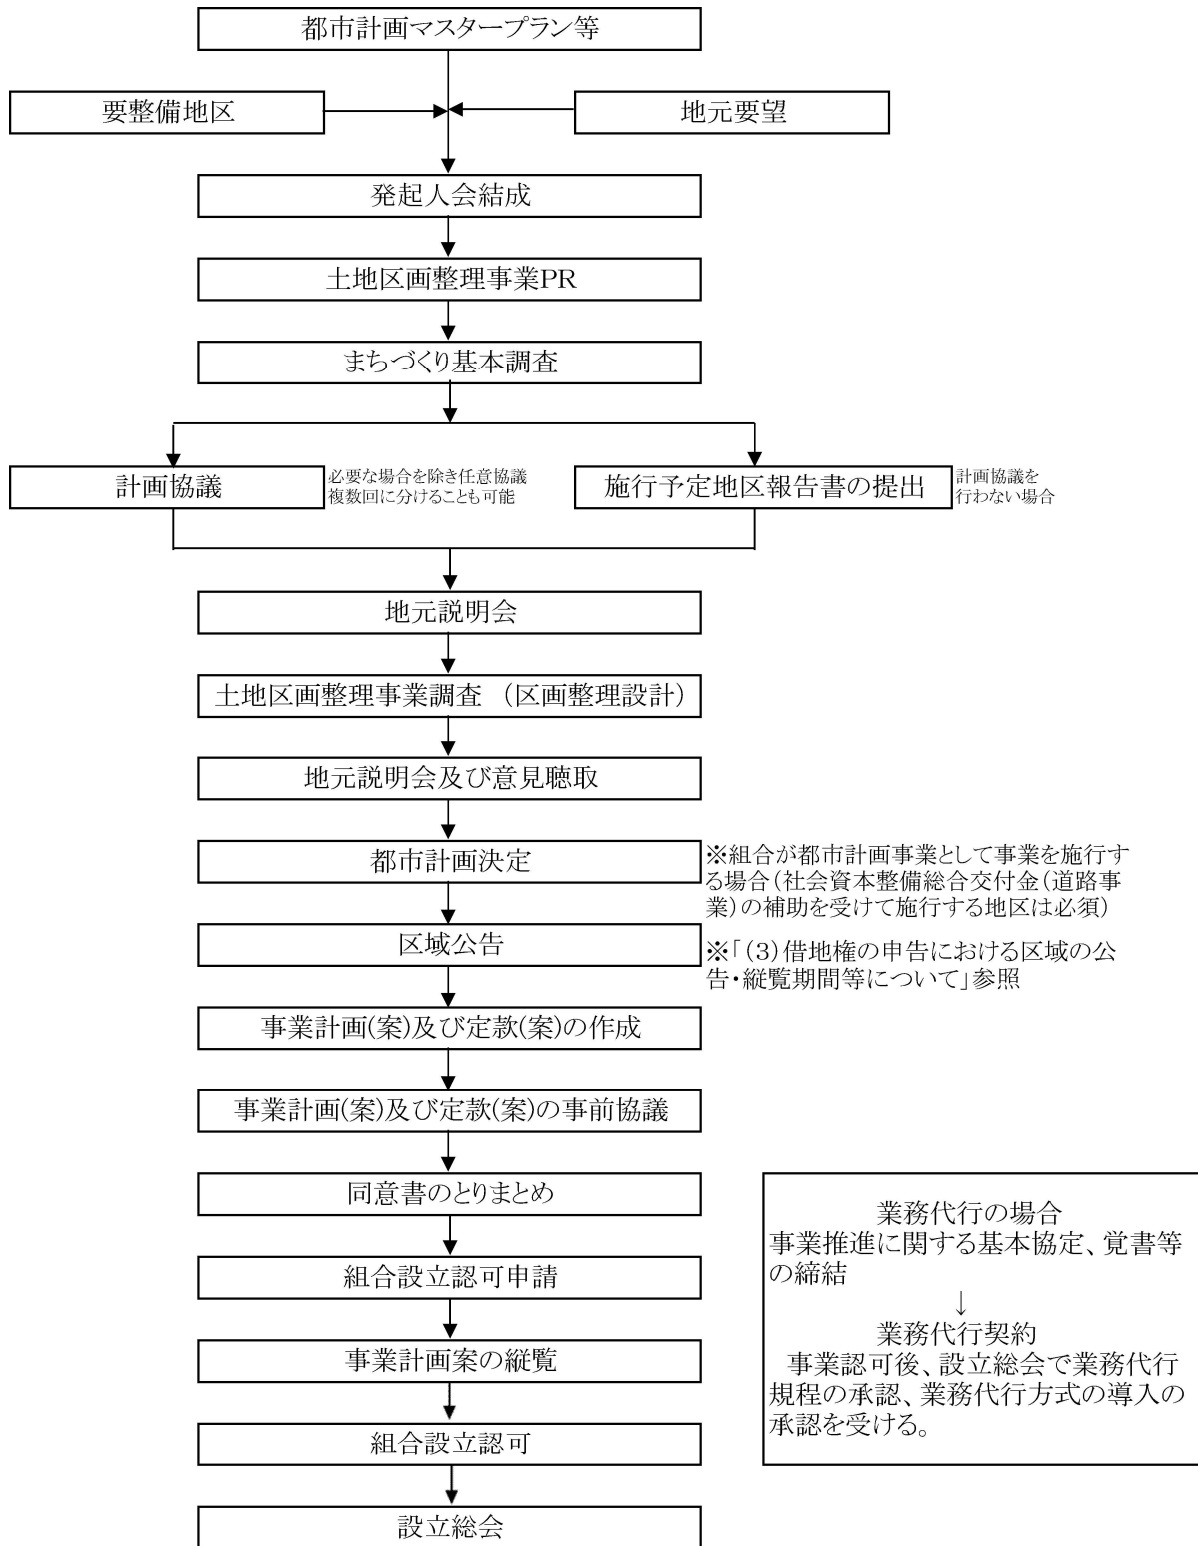 都市計画マスタープラン等
要整備地区
地元要望
発起人会結成
土地区画整理事業PR
まちづくり基本調査
計画協議
必要な場合を除き任意協議
複数回に分けることも可能
施行予定地区報告書の提出
計画協議を
行わない場合
地元説明会
土地区画整理事業調査 （区画整理設計）
地元説明会及び意見聴取
都市計画決定
※組合が都市計画事業として事業を施行す
る場合（社会資本整備総合交付金（道路事
業）の補助を受けて施行する地区は必須）
区域公告
※「（3）借地権の申告における区域の公
告・縦覧期間等について」参照
事業計画(案)及び定款(案)の作成
事業計画(案)及び定款(案)の事前協議
同意書のとりまとめ
組合設立認可申請
事業計画案の縦覧
組合設立認可
設立総会
業務代行の場合
事業推進に関する基本協定、覚書等
の締結
↓
業務代行契約
事業認可後、設立総会で業務代行
規程の承認、業務代行方式の導入の
承認を受ける。